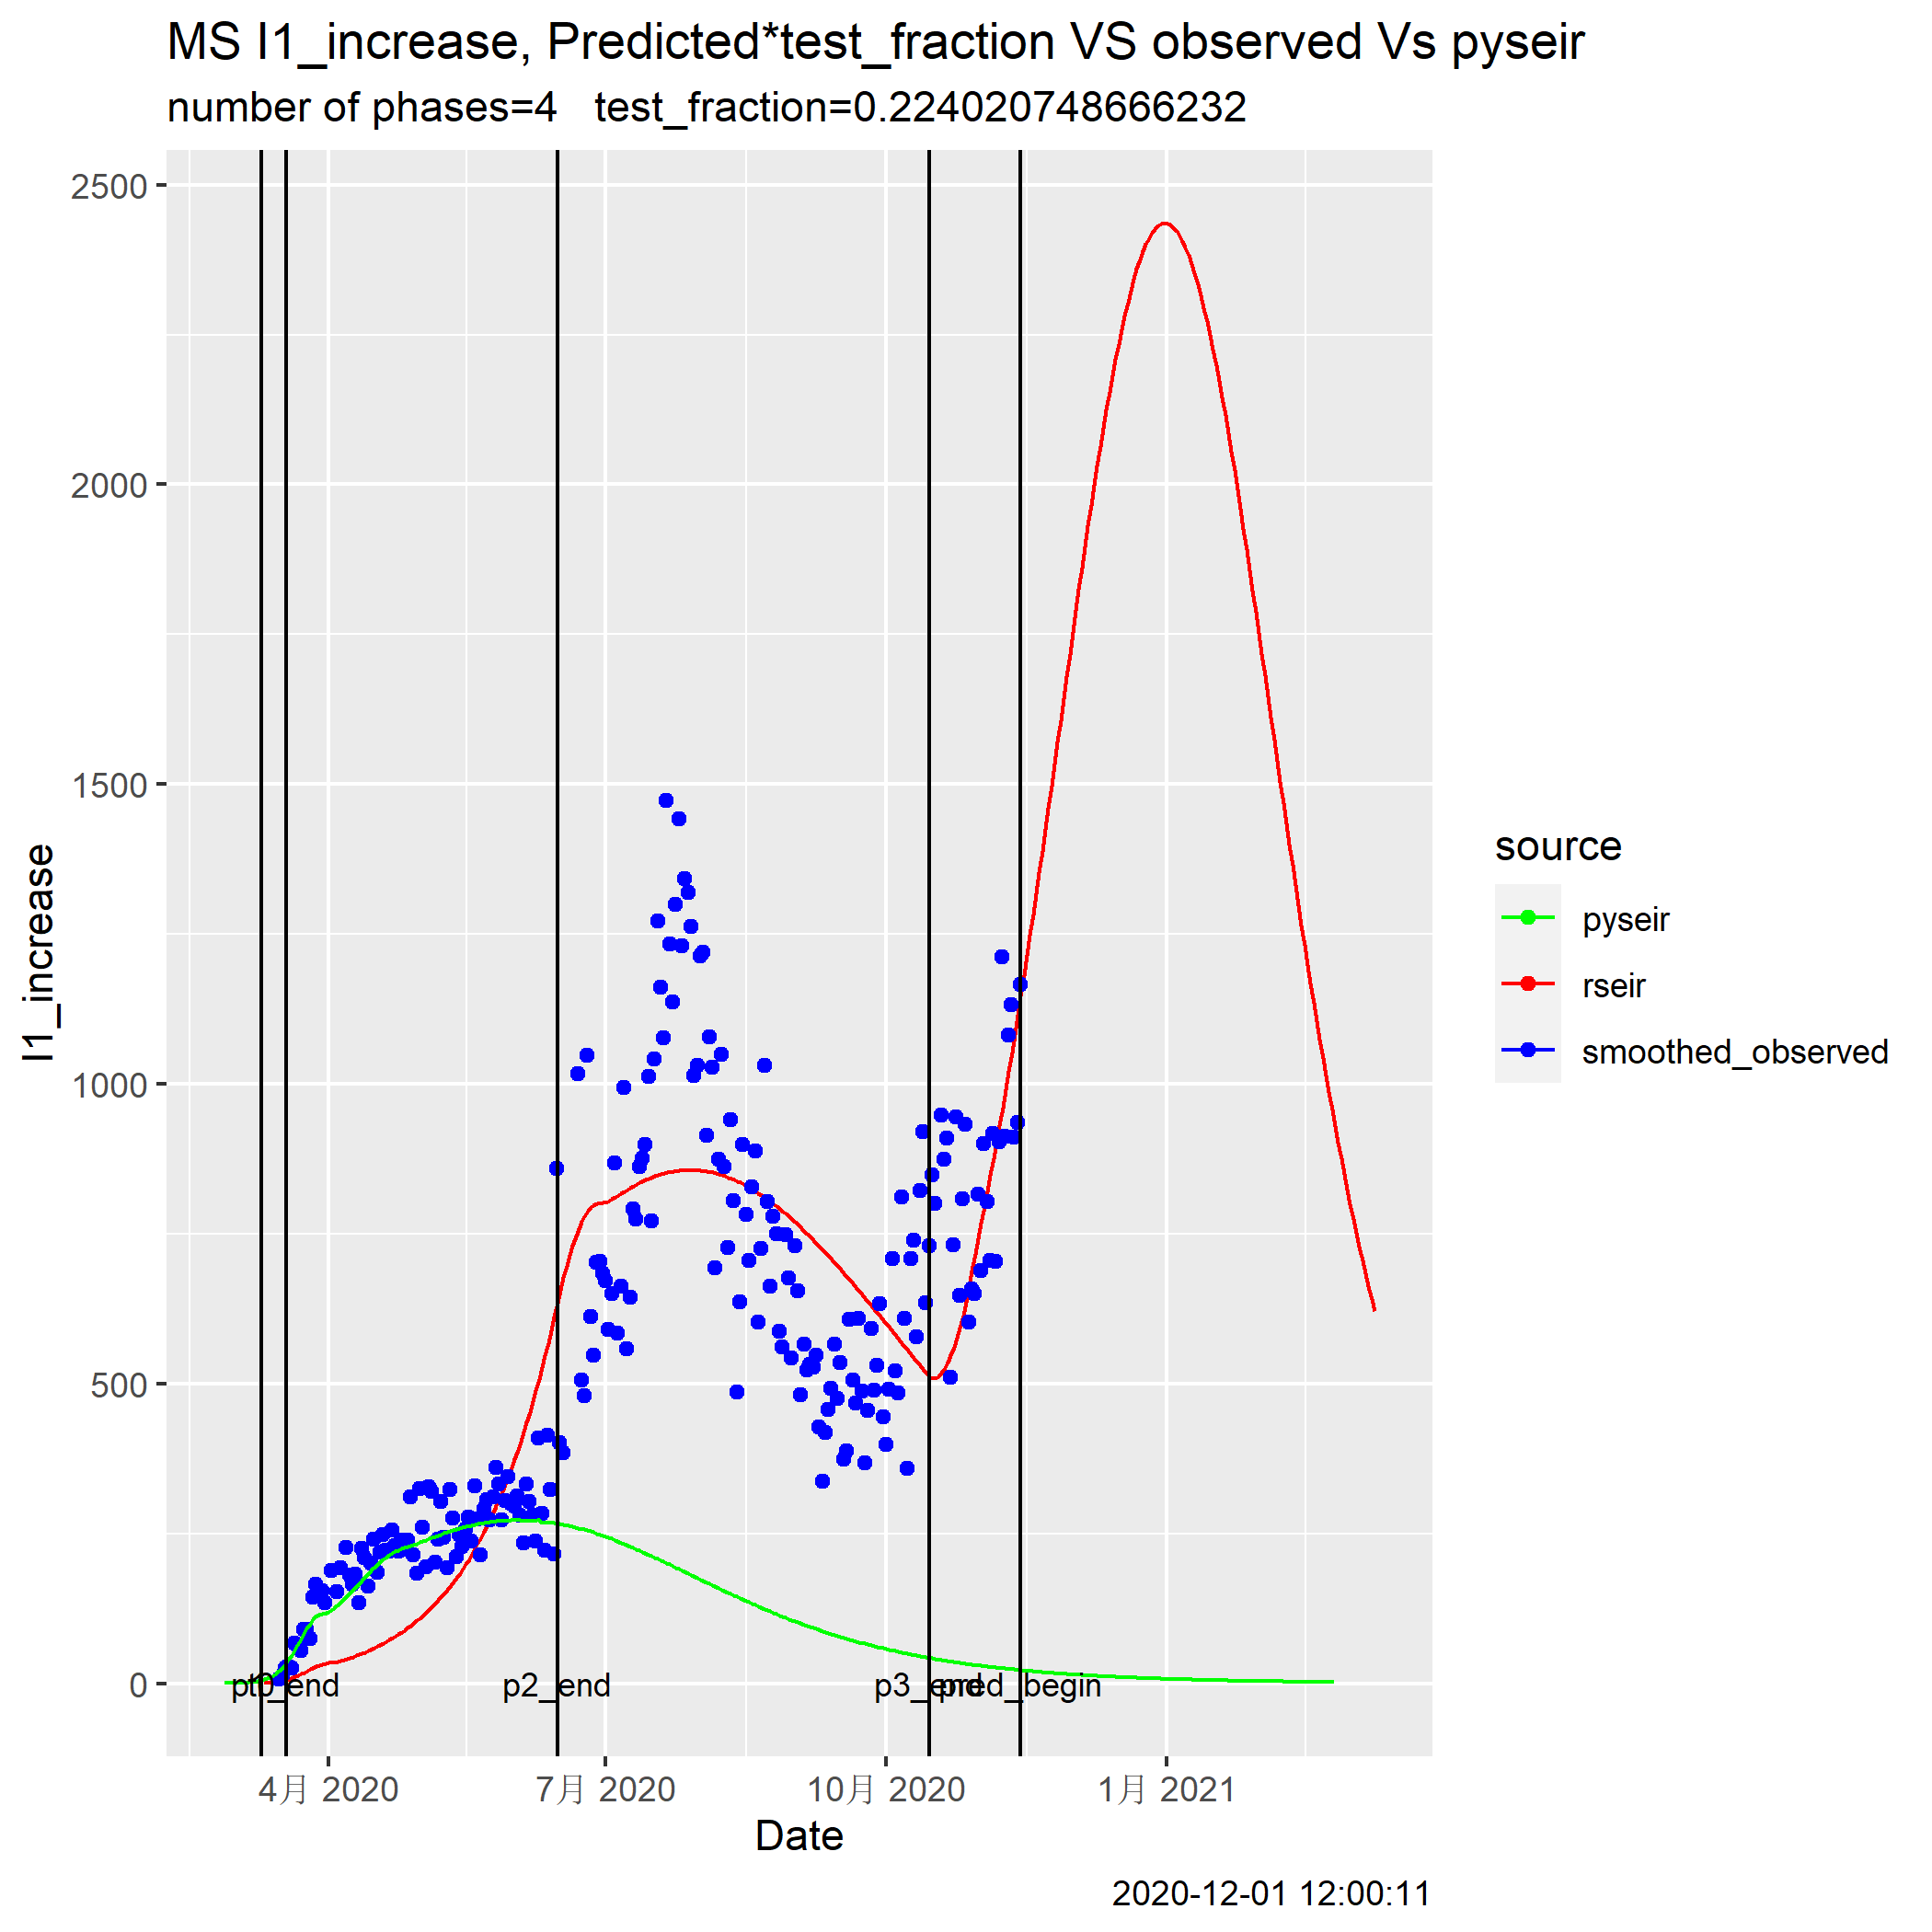 MS I1_increase, Predicted*test_fraction VS observed Vs pyseir
number of phases=4 test_fraction=0.224020748666232
2500
2000
1500
1000
500
0
I1_increase
p2_end
p3_end
pred_begin
4月 2020
7月 2020
10月 2020
1月 2021
Date
source
pyseir
rseir
smoothed_observed
2020-12-01 12:00:11